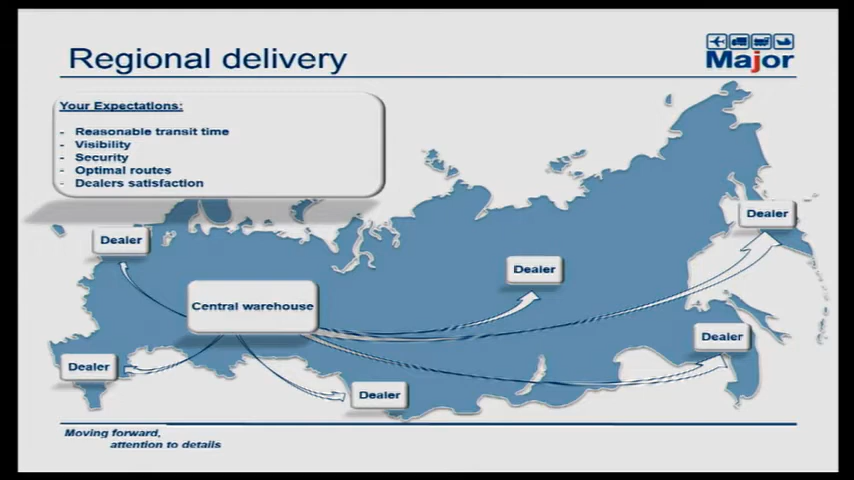 Regional delivery
Major
Your Expectations:
- Reasonable transit time
- Visibility
- Security
- Optimal routes
- Dealers satisfaction
Dealer
Dealer
Dealer
Central warehouse
Dealer
Dealer
Dealer
Moving forward,
attention to details